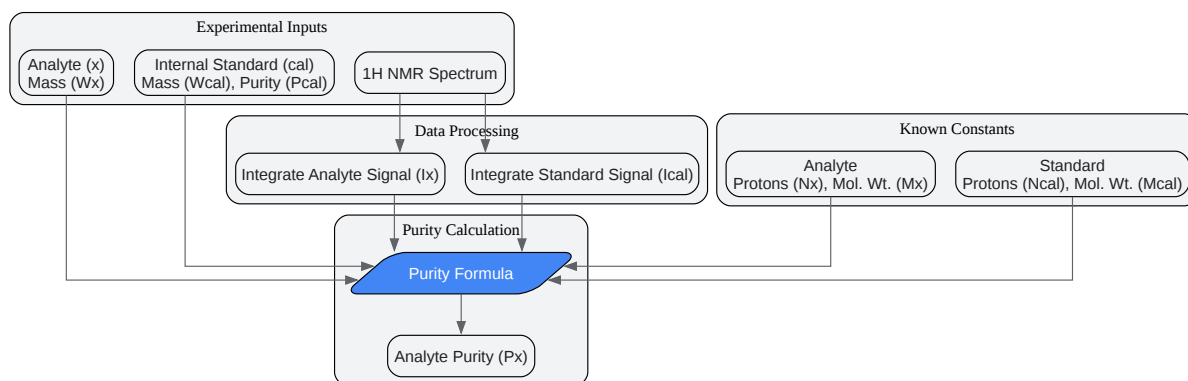 Experimental Inputs
Analyte (x)
Mass (Wx)
Internal Standard (cal)
Mass (Wcal), Purity (Pcal)
1H NMR Spectrum
Data Processing
Integrate Analyte Signal (Ix)
Integrate Standard Signal (Ical)
Known Constants
Analyte
Protons (Nx), Mol. Wt. (Mx)
Standard
Protons (Ncal), Mol. Wt. (Mcal)
Purity Calculation
Purity Formula
Analyte Purity (Px)